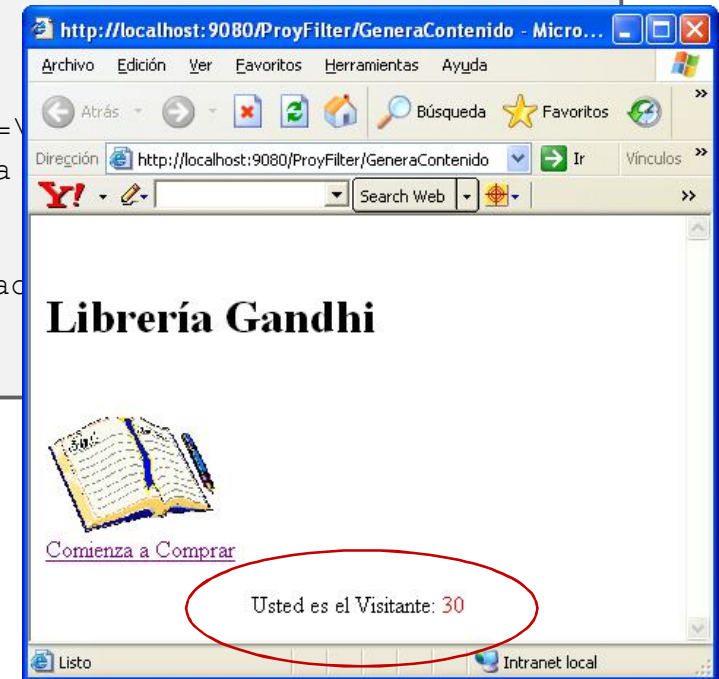 http://localhost:9080/ProyFilter/GeneraContenido - Micro...
Archivo Edición Ver Favoritos Herramientas Ayuda
Atrás Búsqueda Favoritos »
=\
Dirección http://localhost:9080/ProyFilter/GeneraContenido Ir Vínculos »
a
Y! Search Web »
ac
Librería Gandhi
Comienza a Comprar
Usted es el Visitante: 30
Listo Intranet local